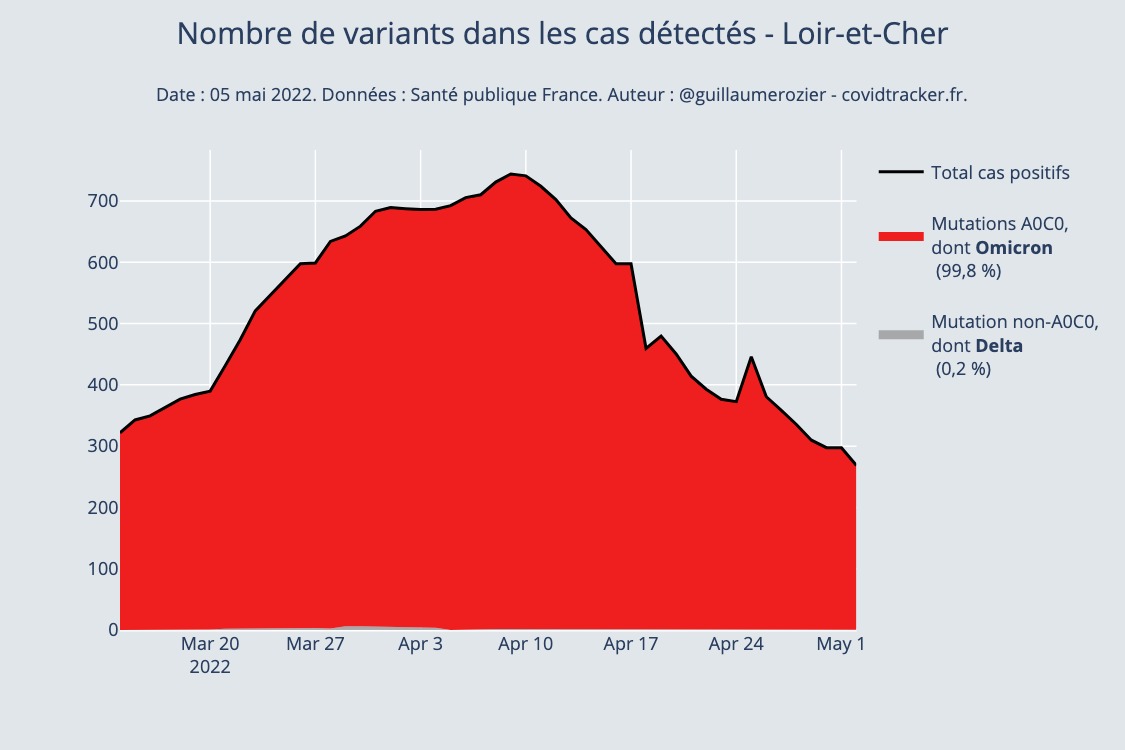 Nombre de variants dans les cas détectés - Loir-et-Cher
Date : 05 mai 2022. Données : Santé publique France. Auteur : @guillaumerozier - covidtracker.fr.
Total cas positifs
Mutations A0C0,
dont Omicron
(99,8 %)
Mutation non-A0C0,
dont Delta
(0,2 %)
700
600
500
400
300
200
100
0
Mar 20
2022
Mar 27
Apr 3
Apr 10
Apr 17
Apr 24
May 1